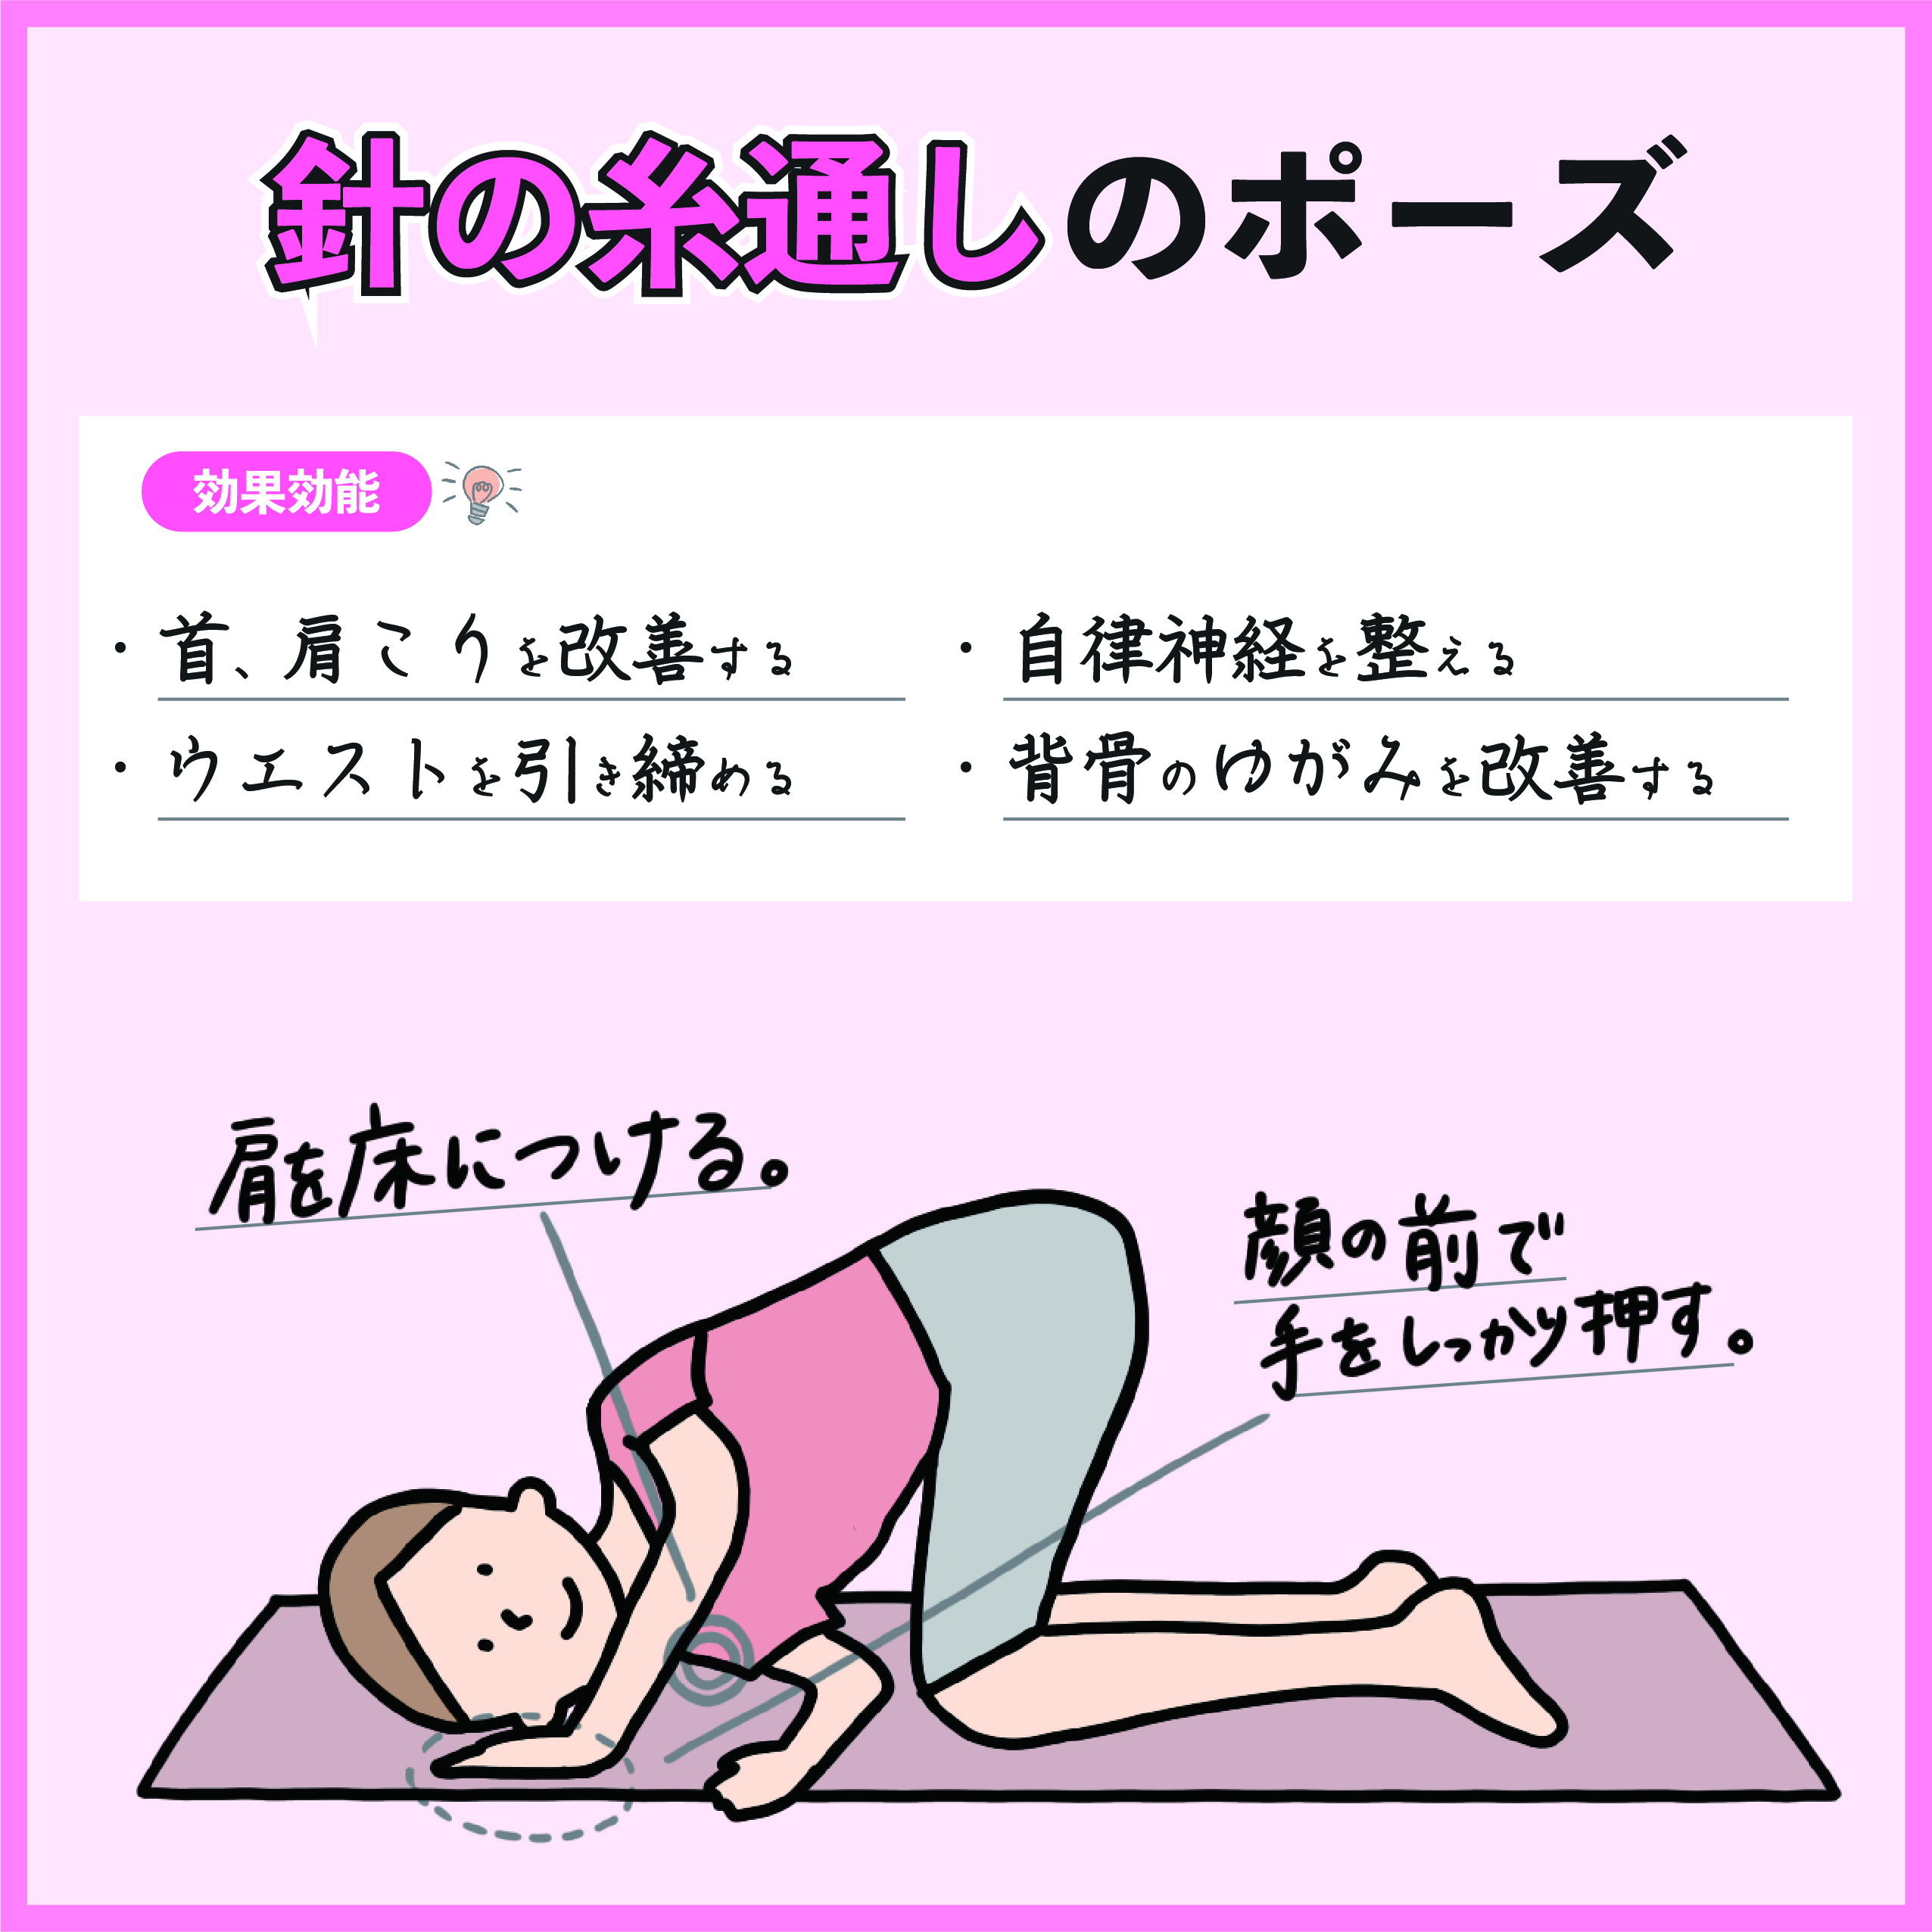 針の糸通しのポーズ
効果効能
・首、肩こりを改善する
・ウエストを引き締める
・自律神経を整える
・背骨のゆがみを改善する
肩を床につける。
顔の前で
手をしっかり押す。